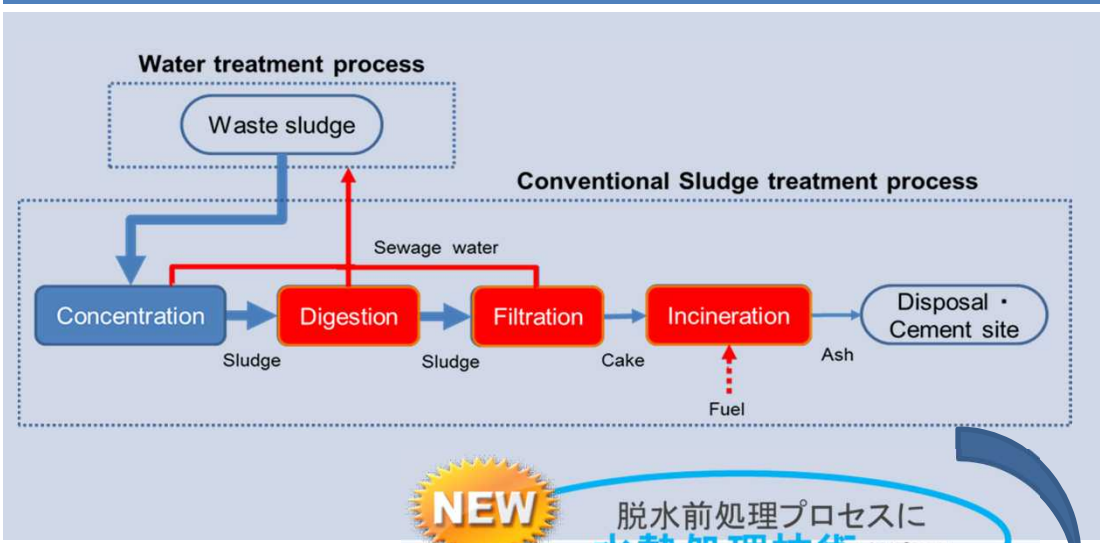 Water treatment process
Waste sludge
Conventional Sludge treatment process
Sewage water
Concentration
Digestion
Filtration
Incineration
Disposal・
Cement site
Sludge
Sludge
Cake
Ash
Fuel
NEW
脱水前処理プロセスに